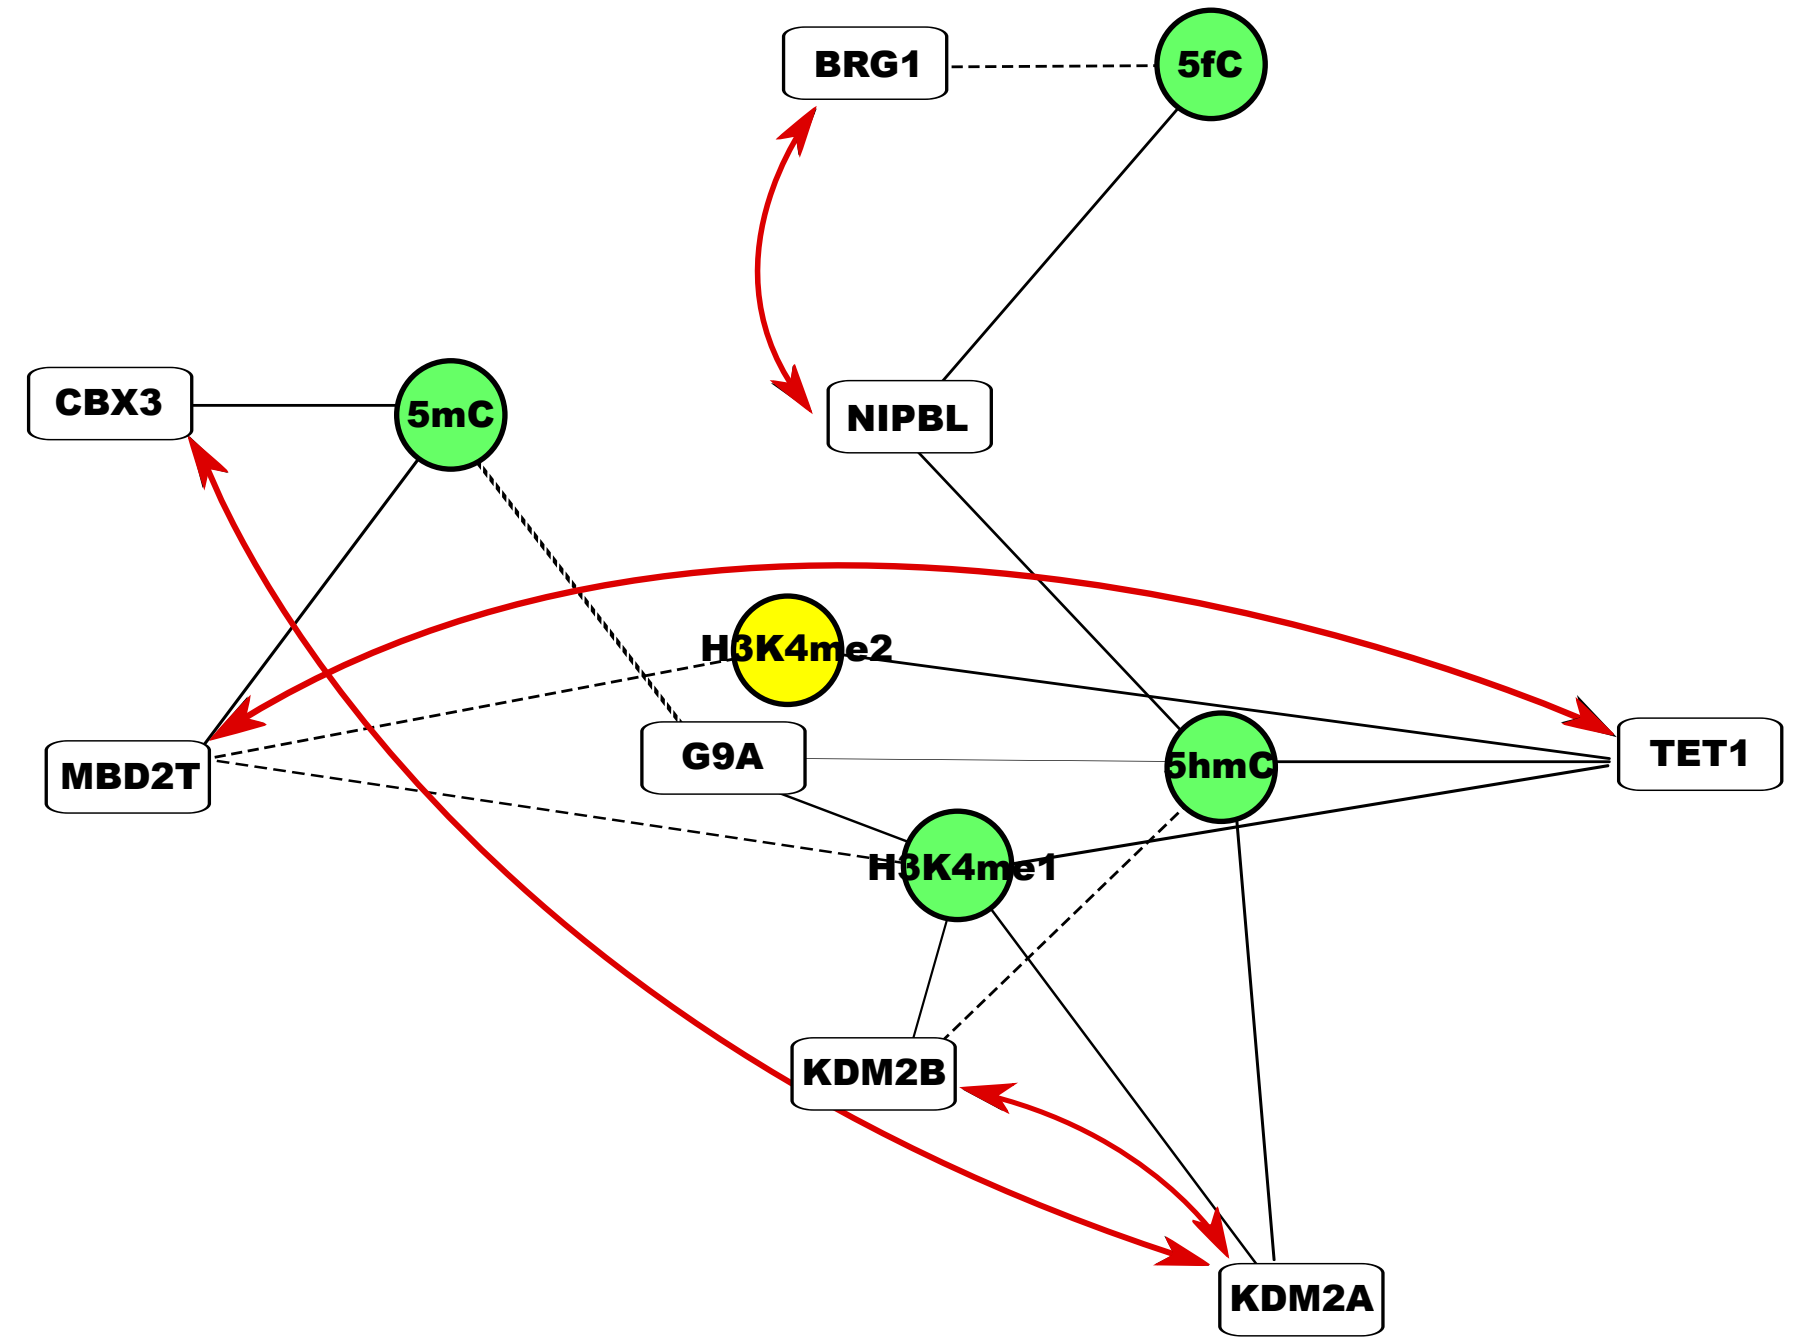 BRG1
5fC
CBX3
5mC
NIPBL
H3K4me2
MBD2T
G9A
5hmC
TET1
H3K4me1
KDM2B
KDM2A